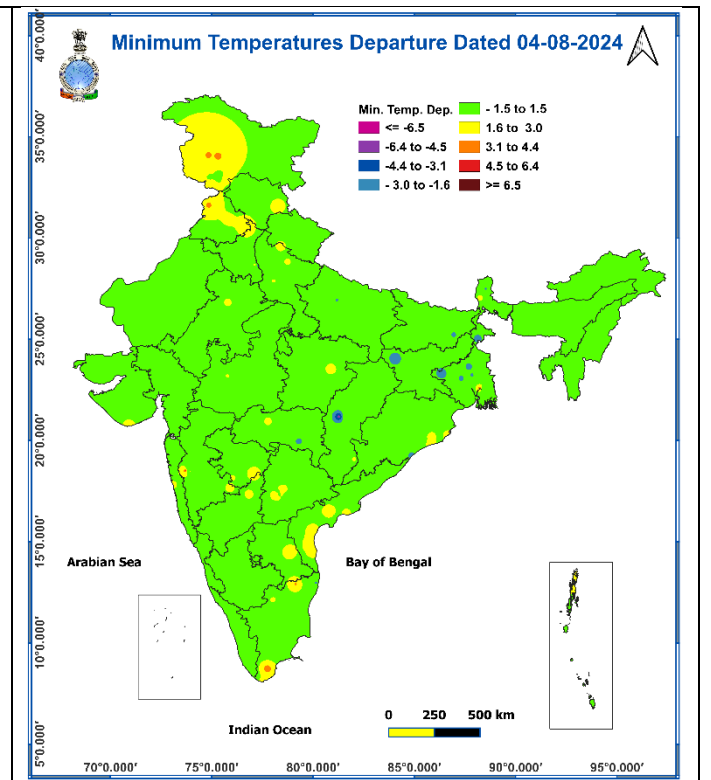 Minimum Temperatures Departure Dated 04-08-2024
Min. Temp. Dep.
- 1.5 to 1.5
<= -6.5
1.6 to 3.0
-6.4 to -4.5
3.1 to 4.4
-4.4 to -3.1
4.5 to 6.4
- 3.0 to -1.6
>= 6.5
40°0.000'
35°0.000'
30°0.000'
25°0.000'
20°0.000'
15°0.000'
10°0.000'
5°0.000'
Arabian Sea
Bay of Bengal
Indian Ocean
0 250 500 km
70°0.000' 75°0.000' 80°0.000' 85°0.000' 90°0.000' 95°0.000'